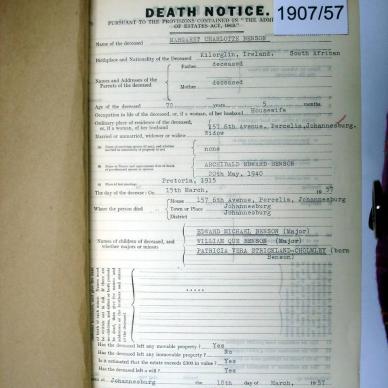 DEATH NOTICE.
1907/57
PURSUANT TO THE PROVISIONS CONTAINED IN "THE
OF ESTATES ACT, 1913."
Name of the deceased MARGARET CHARLOTTE BENSON
Birthplace and Nationality of the Deceased Kilorglin, Ireland. South African
Names and Addresses of the Parents of the deceased
Father deceased
Mother deceased
Age of the deceased 70 years 5 months
Occupation in life of the deceased, or, if a woman, of her husband Housewife
Ordinary place of residence of the deceased, or, if a woman, of her husband 157 6th Avenue, Percelia, Johannesburg.
Married or unmarried, widower or widow Widow
none
ARCHIBALD EDWARD BENSON
20th May, 1940
Pretoria, 1915
The day of the decease: On 15th March, 1957
Where the person died
House 157 6th Avenue, Percelia, Johannesburg
Town or Place Johannesburg
District Johannesburg
Names of children of deceased, and whether majors or minors
EDWARD MICHAEL BENSON (Major)
WILLIAM BENSON (Major)
PATRICIA VERA STRICKLAND-CHOLMLEY (born Benson)
.....
Has the deceased left any movable property? Yes
Has the deceased left any immovable property? No
Is it estimated that the estate exceeds £300 in value? Yes
Has the deceased left a will? Yes
at Johannesburg the 18th day of March, 1957